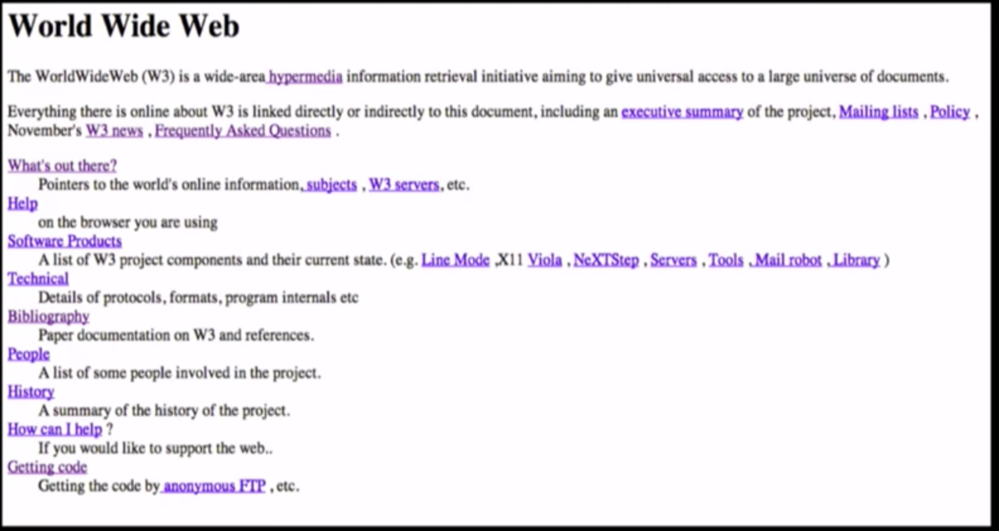 World Wide Web
The WorldWideWeb (W3) is a wide-area hypermedia information retrieval initiative aiming to give universal access to a large universe of documents.
Everything there is online about W3 is linked directly or indirectly to this document, including an executive summary of the project, Mailing lists , Policy ,
November's W3 news , Frequently Asked Questions .
What's out there?
Pointers to the world's online information, subjects , W3 servers, etc.
Help
on the browser you are using
Software Products
A list of W3 project components and their current state. (e.g. Line Mode ,X11 Viola , NeXTStep , Servers , Tools , Mail robot , Library )
Technical
Details of protocols, formats, program internals etc
Bibliography
Paper documentation on W3 and references.
People
A list of some people involved in the project.
History
A summary of the history of the project.
How can I help ?
If you would like to support the web..
Getting code
Getting the code by anonymous FTP , etc.